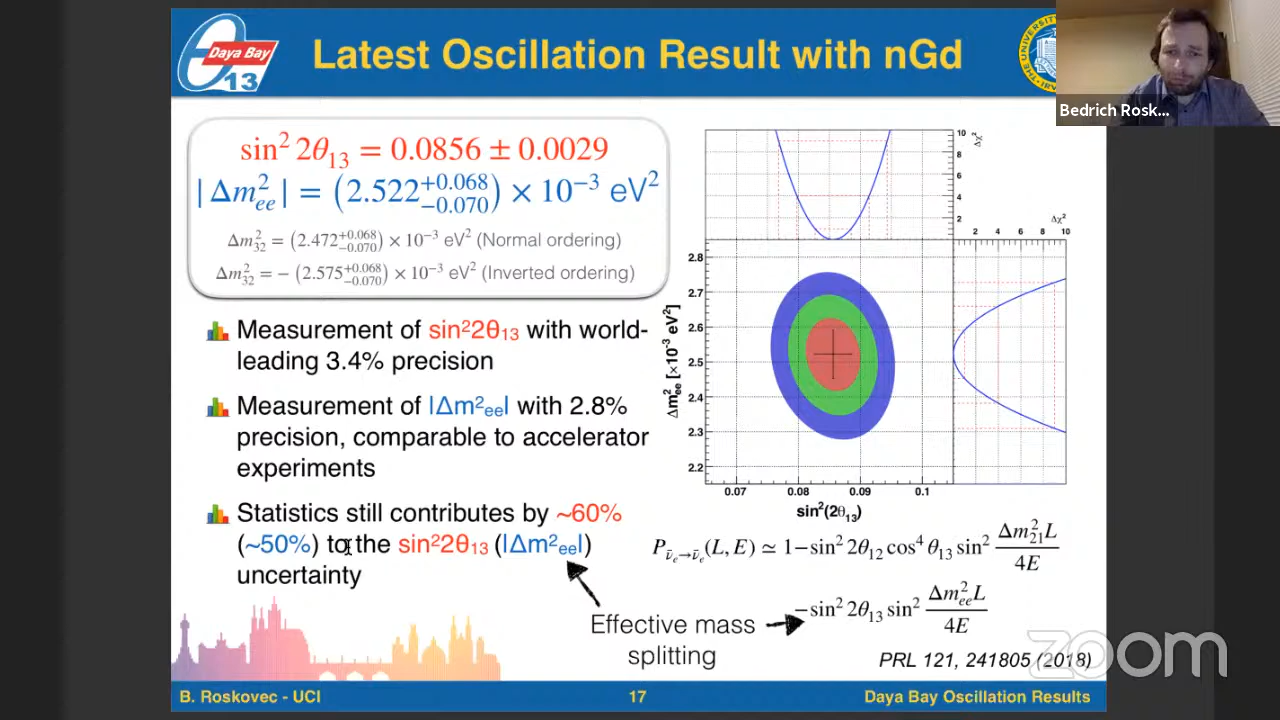 Daya Bay
θ13
Latest Oscillation Result with nGd
THE UNIVERSITY
Bedrich Rosk...
sin² 2θ₁₃ = 0.0856 ± 0.0029
|Δm²ₑₑ| = (2.522 +0.068 −0.070) × 10⁻³ eV²
Δm²₃₂ = (2.472 +0.068 −0.070) × 10⁻³ eV² (Normal ordering)
Δm²₃₂ = − (2.575 +0.068 −0.070) × 10⁻³ eV² (Inverted ordering)
Measurement of sin²2θ₁₃ with world-
leading 3.4% precision
Measurement of |Δm²ₑₑ| with 2.8%
precision, comparable to accelerator
experiments
Statistics still contributes by ~60%
(~50%) to the sin²2θ₁₃ (|Δm²ₑₑ|)
uncertainty
Effective mass
splitting
10
8
6
4
2
Δχ²
Δχ²
2 4 6 8 10
2.8
2.7
2.6
2.5
2.4
2.3
2.2
Δm²ₑₑ [×10⁻³ eV²]
0.07 0.08 0.09 0.1
sin²(2θ₁₃)
P ν̄ₑ→ν̄ₑ (L, E) ≃ 1−sin² 2θ₁₂ cos⁴ θ₁₃ sin² Δm²₂₁L / 4E
−sin² 2θ₁₃ sin² Δm²ₑₑL / 4E
PRL 121, 241805 (2018)
zoom
B. Roskovec - UCI
17
Daya Bay Oscillation Results